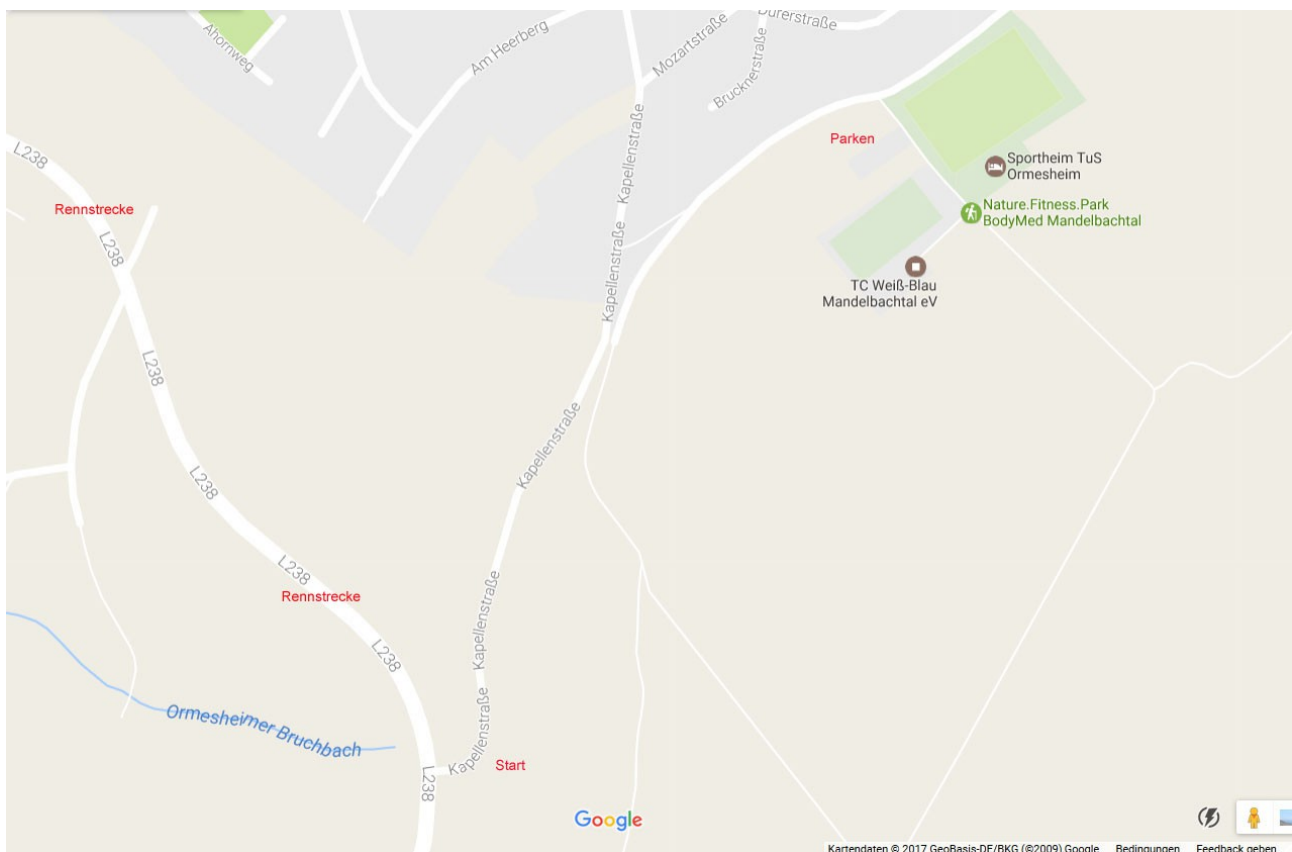 Ahornweg
Am Heerberg
Mozartstraße
Dürerstraße
Brucknerstraße
Kapellenstraße
Parken
Sportheim TuS
Ormesheim
L238
Rennstrecke
Nature.Fitness.Park
BodyMed Mandelbachtal
L238
Kapellenstraße
TC Weiß-Blau
Mandelbachtal eV
L238
Kapellenstraße
L238
L238
Rennstrecke
Kapellenstraße
L238
Ormesheimer Bruchbach
Kapellenstraße
Start
L238
Google
Kartendaten © 2017 GeoBasis-DE/BKG (©2009) Google Bedingungen Feedback geben